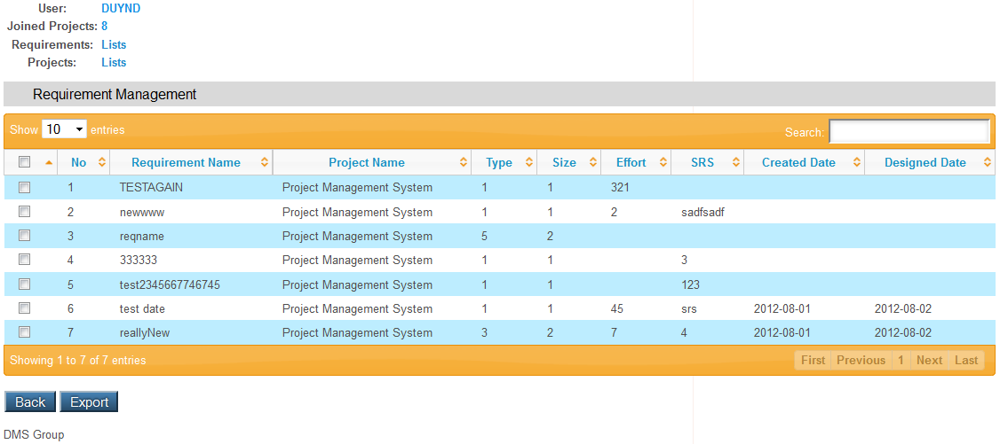 User: DUYND
Joined Projects: 8
Requirements: Lists
Projects: Lists
Requirement Management
Show 10 entries Search:
No Requirement Name Project Name Type Size Effort SRS Created Date Designed Date
1 TESTAGAIN Project Management System 1 1 321
2 newwww Project Management System 1 1 2 sadfsadf
3 reqname Project Management System 5 2
4 333333 Project Management System 1 1 3
5 test2345667746745 Project Management System 1 1 123
6 test date Project Management System 1 1 45 srs 2012-08-01 2012-08-02
7 reallyNew Project Management System 3 2 7 4 2012-08-01 2012-08-02
Showing 1 to 7 of 7 entries First Previous 1 Next Last
Back Export
DMS Group